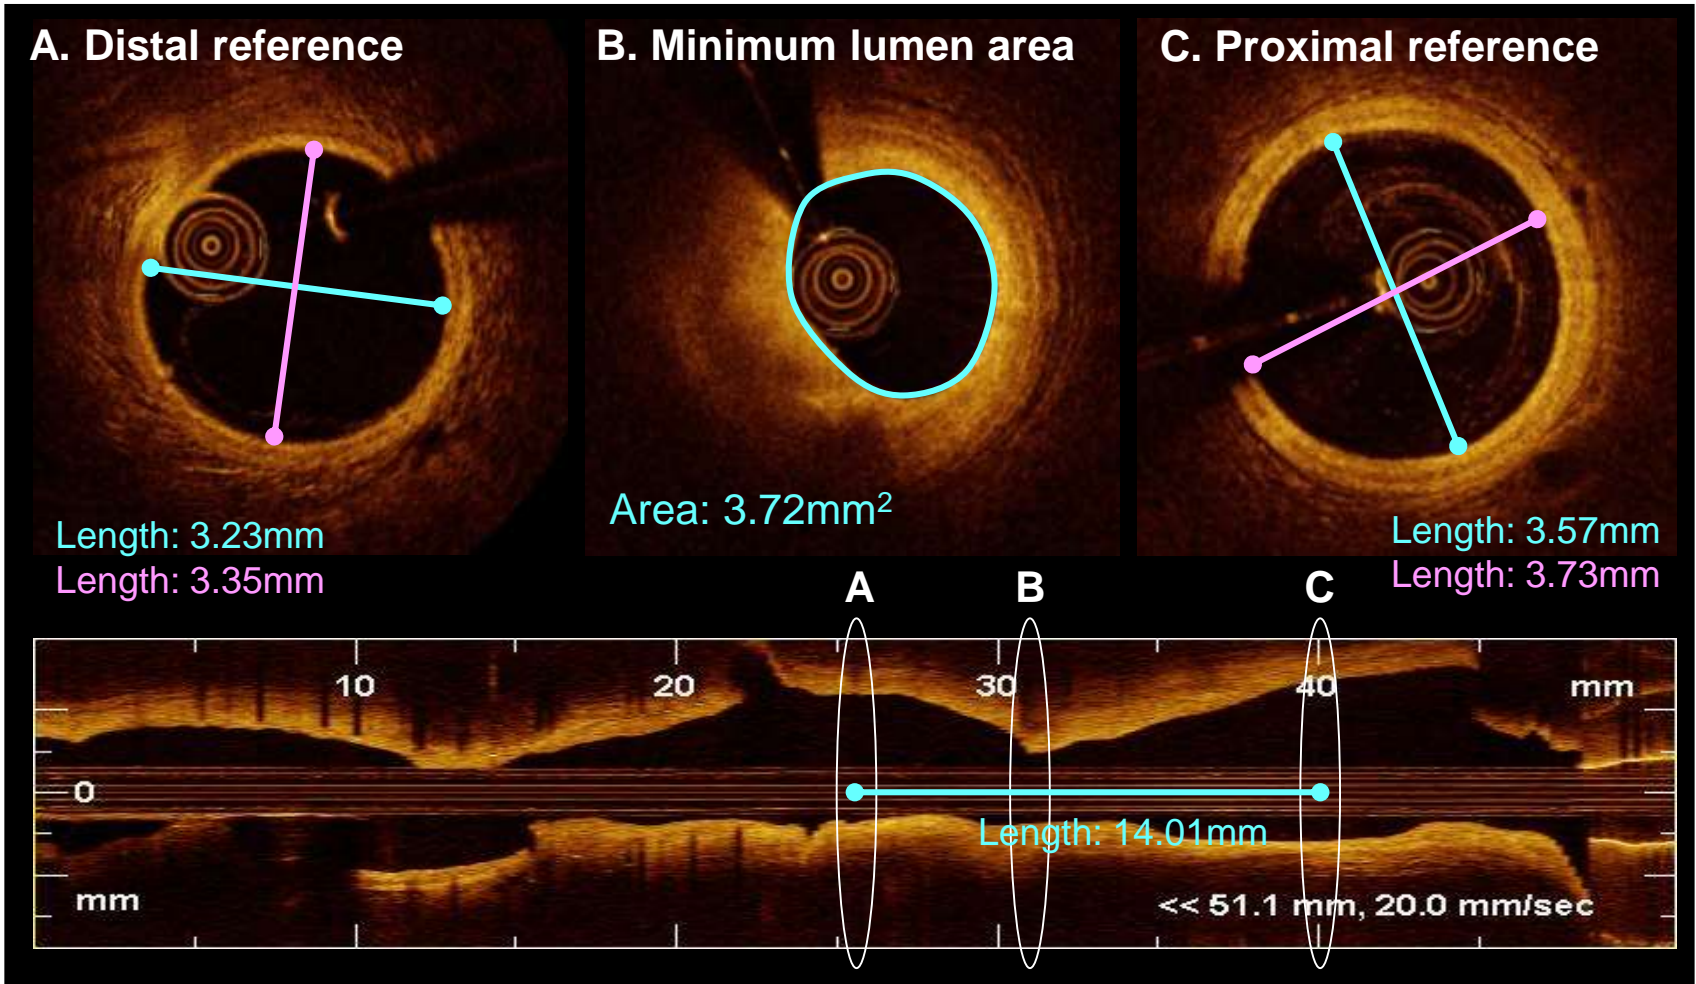 A. Distal reference
B. Minimum lumen area
C. Proximal reference
Length: 3.23mm
Length: 3.35mm
Area: 3.72mm²
Length: 3.57mm
Length: 3.73mm
A
B
C
10
20
30
40
mm
0
Length: 14.01mm
mm
<< 51.1 mm, 20.0 mm/sec